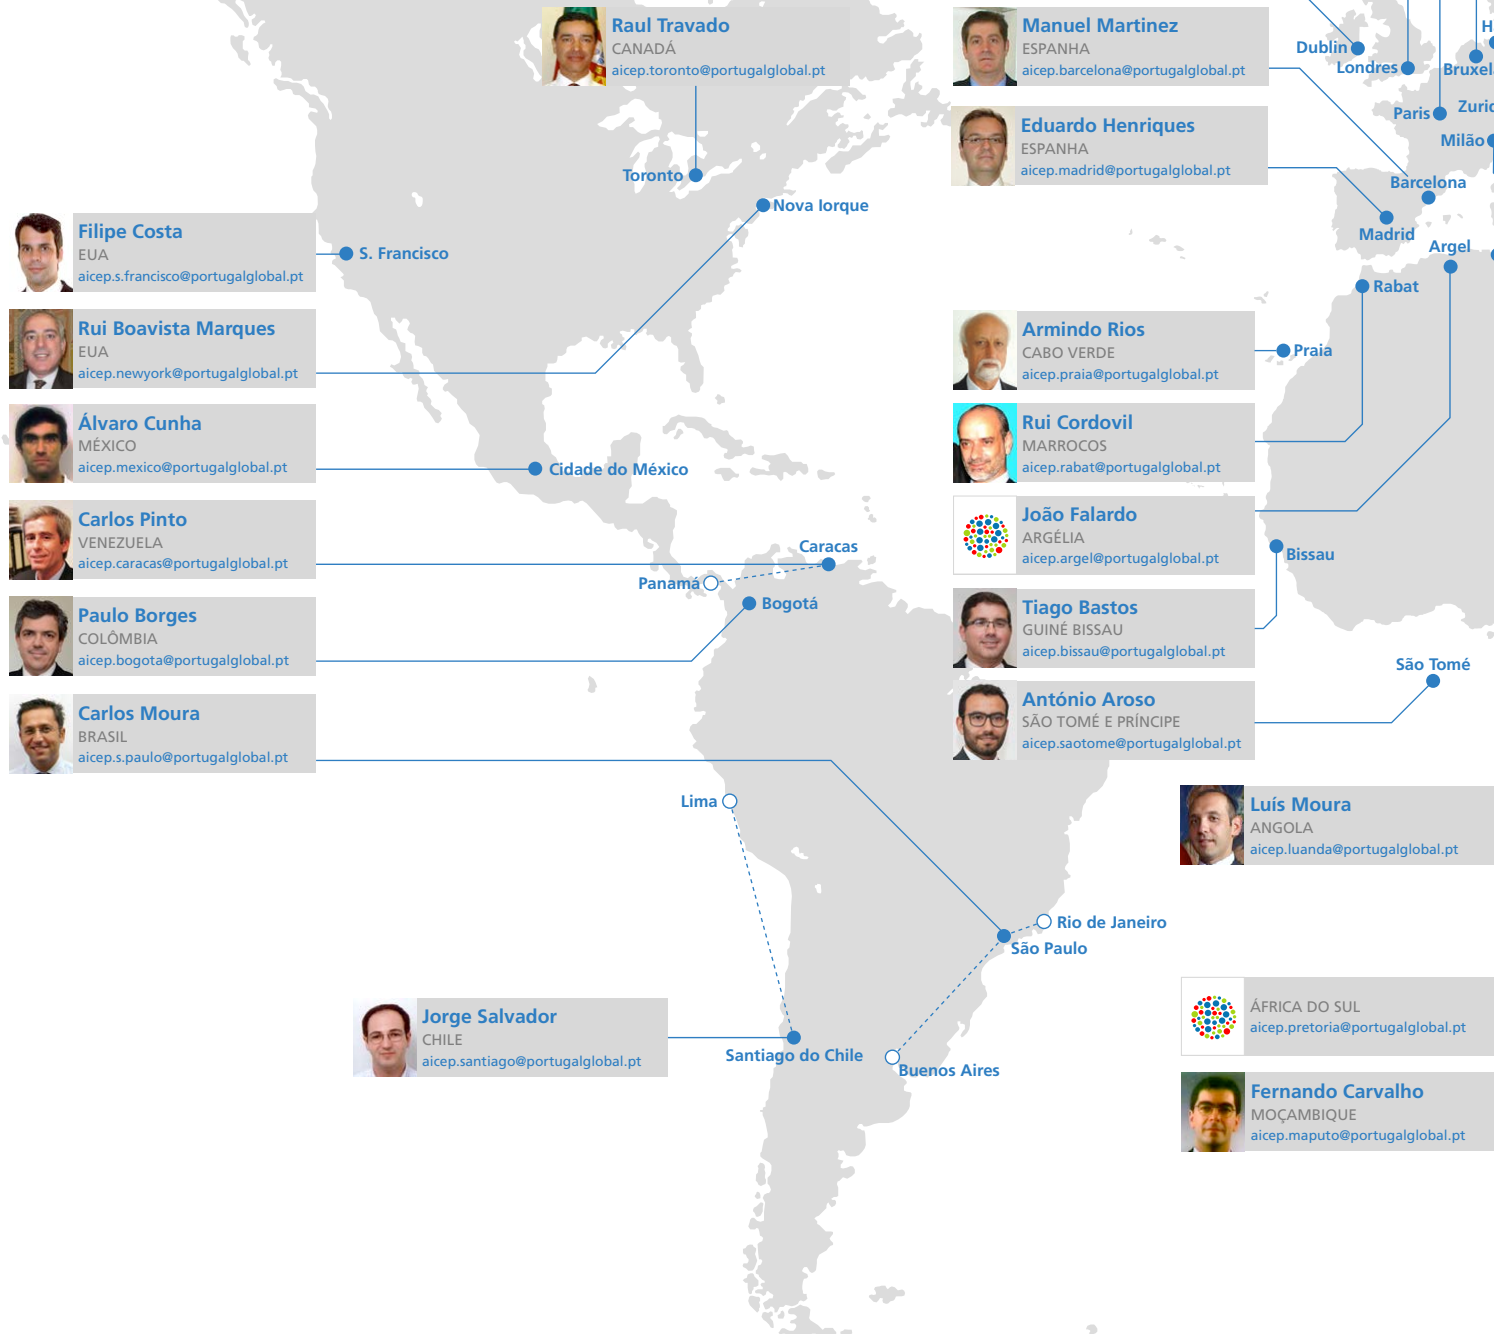 Raul Travado
CANADÁ
aicep.toronto@portugalglobal.pt
Manuel Martinez
ESPANHA
aicep.barcelona@portugalglobal.pt
Dublin
Londres
Eduardo Henriques
ESPANHA
aicep.madrid@portugalglobal.pt
Paris
Milão
Toronto
Barcelona
Nova Iorque
Madrid
Argel
Filipe Costa
EUA
aicep.s.francisco@portugalglobal.pt
S. Francisco
Rabat
Rui Boavista Marques
EUA
aicep.newyork@portugalglobal.pt
Armindo Rios
CABO VERDE
aicep.praia@portugalglobal.pt
Praia
Álvaro Cunha
MÉXICO
aicep.mexico@portugalglobal.pt
Cidade do México
Rui Cordovil
MARROCOS
aicep.rabat@portugalglobal.pt
Carlos Pinto
VENEZUELA
aicep.caracas@portugalglobal.pt
Caracas
Panamá
João Falardo
ARGÉLIA
aicep.argel@portugalglobal.pt
Bissau
Paulo Borges
COLÔMBIA
aicep.bogota@portugalglobal.pt
Bogotá
Tiago Bastos
GUINÉ BISSAU
aicep.bissau@portugalglobal.pt
São Tomé
Carlos Moura
BRASIL
aicep.s.paulo@portugalglobal.pt
António Aroso
SÃO TOMÉ E PRÍNCIPE
aicep.saotome@portugalglobal.pt
Lima
Luís Moura
ANGOLA
aicep.luanda@portugalglobal.pt
Rio de Janeiro
São Paulo
Jorge Salvador
CHILE
aicep.santiago@portugalglobal.pt
Santiago do Chile
Buenos Aires
ÁFRICA DO SUL
aicep.pretoria@portugalglobal.pt
Fernando Carvalho
MOÇAMBIQUE
aicep.maputo@portugalglobal.pt